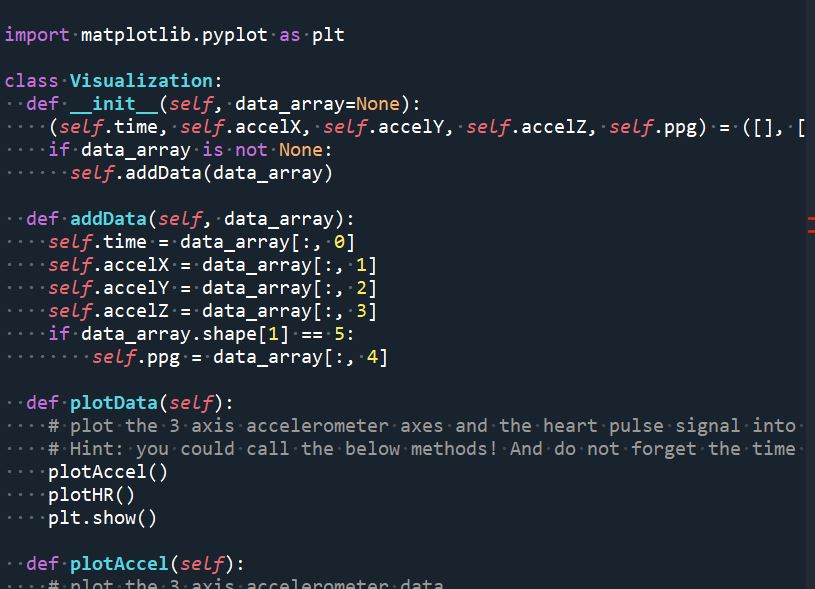 import matplotlib.pyplot as plt
class Visualization:
  def __init__(self, data_array=None):
    (self.time, self.accelX, self.accelY, self.accelZ, self.ppg) = ([], [
    if data_array is not None:
      self.addData(data_array)
  def addData(self, data_array):
    self.time = data_array[:, 0]
    self.accelX = data_array[:, 1]
    self.accelY = data_array[:, 2]
    self.accelZ = data_array[:, 3]
    if data_array.shape[1] == 5:
        self.ppg = data_array[:, 4]
  def plotData(self):
    # plot the 3 axis accelerometer axes and the heart pulse signal into
    # Hint: you could call the below methods! And do not forget the time
    plotAccel()
    plotHR()
    plt.show()
  def plotAccel(self):
    # plot the 3 axis accelerometer data